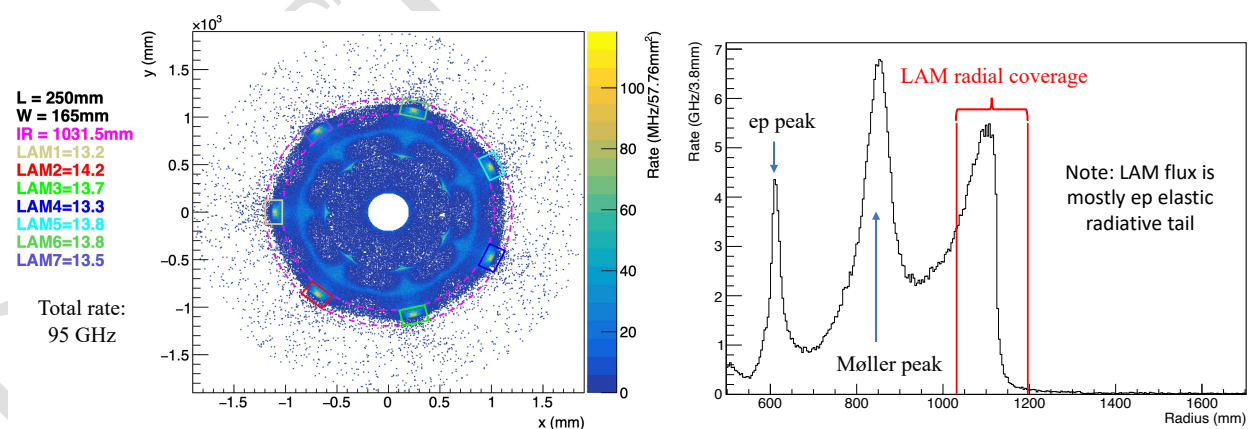 L = 250mm
W = 165mm
IR = 1031.5mm
LAM1=13.2
LAM2=14.2
LAM3=13.7
LAM4=13.3
LAM5=13.8
LAM6=13.8
LAM7=13.5
Total rate:
95 GHz
×10³
y (mm)
1.5
1
0.5
0
−0.5
−1
−1.5
−1.5 −1 −0.5 0 0.5 1 1.5
x (mm)
100
80
60
40
20
0
Rate (MHz/57.76mm²)
Rate (GHz/3.8mm)
7
6
5
4
3
2
1
0
600 800 1000 1200 1400 1600
Radius (mm)
LAM radial coverage
ep peak
Møller peak
Note: LAM flux is
mostly ep elastic
radiative tail